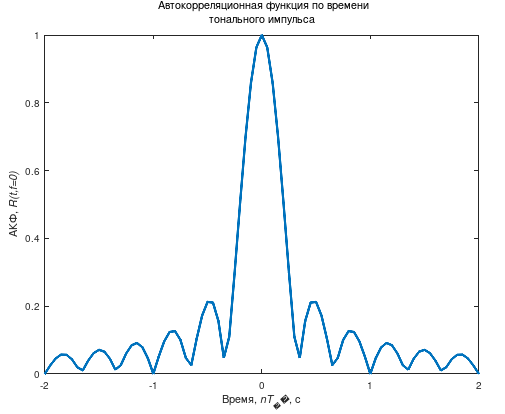 Автокорреляционная функция по времени
тонального импульса
1
0.8
0.6
0.4
0.2
0
АКФ, R(t,f=0)
-2 -1 0 1 2
Время, nT��, с